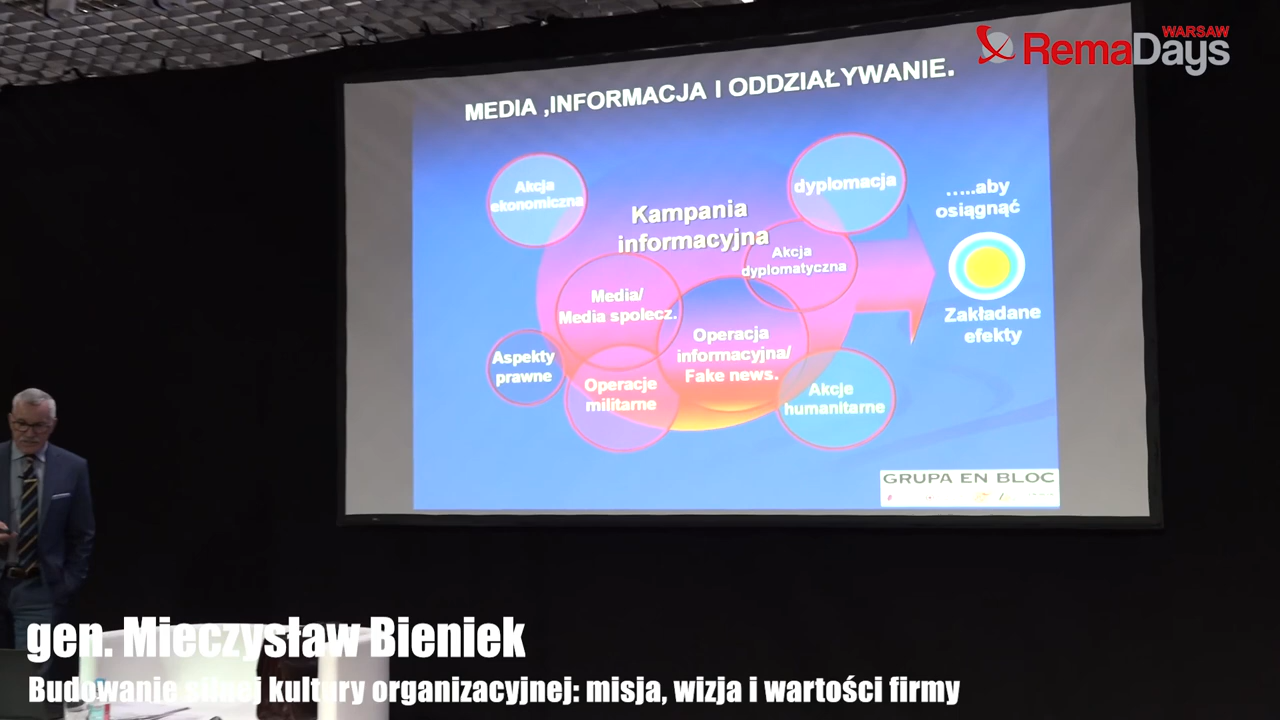 WARSAW
RemaDays
MEDIA ,INFORMACJA I ODDZIAŁYWANIE.
Akcja
ekonomiczna
dyplomacja
…..aby
osiągnąć
Kampania
informacyjna
Akcja
dyplomatyczna
Media/
Media spolecz.
Operacja
informacyjna/
Fake news.
Zakładane
efekty
Aspekty
prawne
Operacje
militarne
Akcje
humanitarne
GRUPA EN BLOC
gen. Mieczysław Bieniek
Budowanie silnej kultury organizacyjnej: misja, wizja i wartości firmy